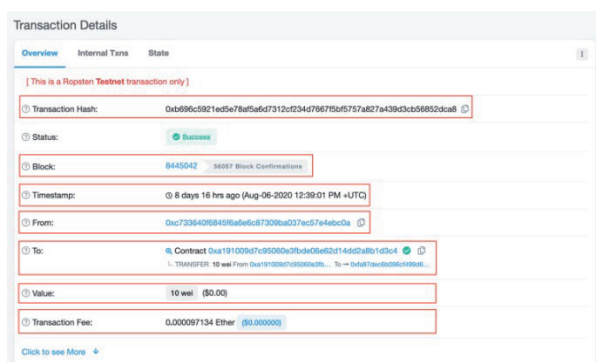 Transaction Details
Overview Internal Txns State
[ This is a Ropsten Testnet transaction only ]
Transaction Hash: 0xb696c5921ed5e78af5a6d7312cf234d7667f5bf5757a827a439d3cb56852dca8
Status: Success
Block: 8445042 56057 Block Confirmations
Timestamp: 8 days 16 hrs ago (Aug-06-2020 12:39:01 PM +UTC)
From: 0xc733640f6845f6a6e6c87309ba037ec57e4ebc0a
To: Contract 0xa191009d7c95060e3fbde06e62d14dd2a8b1d3c4
TRANSFER 10 wei From 0xa191009d7c95060e3fb... To → 0xfa87dec6b096cf499d6...
Value: 10 wei ($0.00)
Transaction Fee: 0.000097134 Ether ($0.000000)
Click to see More